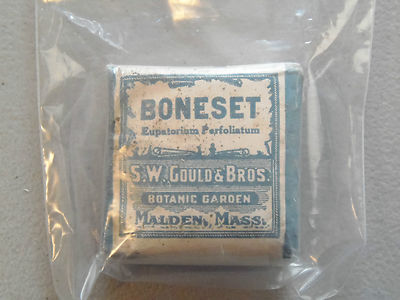 BONESET
Eupatorium Perfoliatum
S.W. GOULD & BROS.
BOTANIC GARDEN
MALDEN, MASS.